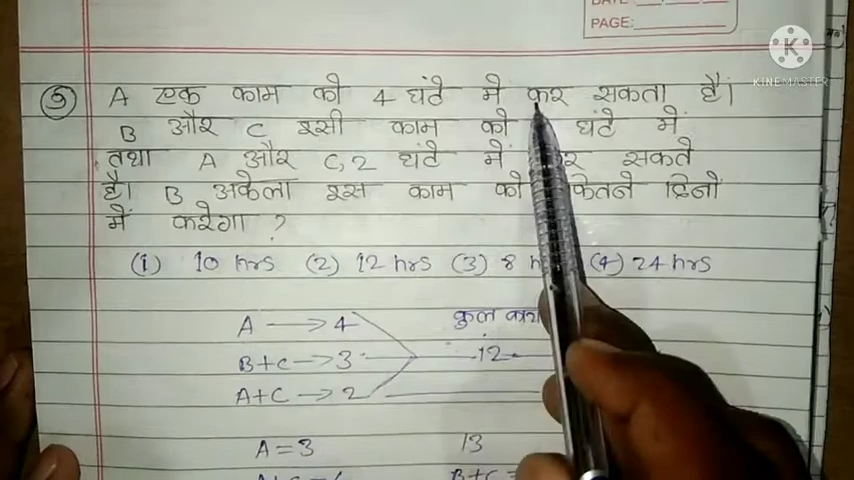 DATE:
PAGE:
KINEMASTER
5 A एक काम को 4 घंटे मे कर सकता है।
B और C इसी काम को घंटे में
तथा A और C, 2 घंटे में सकते
है। B अकेला इस काम को कितने दिनो
में करेगा ?
(1) 10 hrs (2) 12 hrs (3) 8 (4) 24 hrs
A → 4 कुल
B+C → 3 12
A+C → 2
A = 3 13